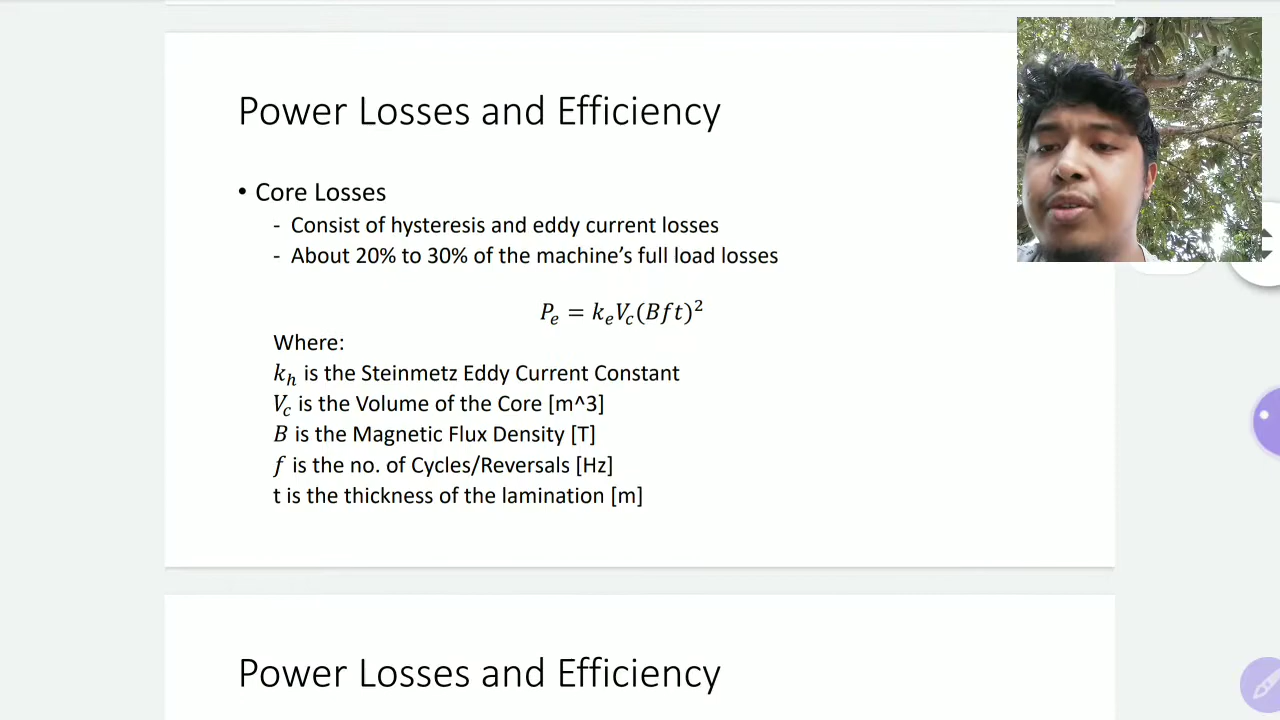 Power Losses and Efficiency
• Core Losses
- Consist of hysteresis and eddy current losses
- About 20% to 30% of the machine’s full load losses
𝑃ₑ = 𝑘ₑ𝑉𝑐(𝐵𝑓𝑡)²
Where:
𝑘ₕ is the Steinmetz Eddy Current Constant
𝑉𝑐 is the Volume of the Core [m^3]
𝐵 is the Magnetic Flux Density [T]
𝑓 is the no. of Cycles/Reversals [Hz]
t is the thickness of the lamination [m]
Power Losses and Efficiency